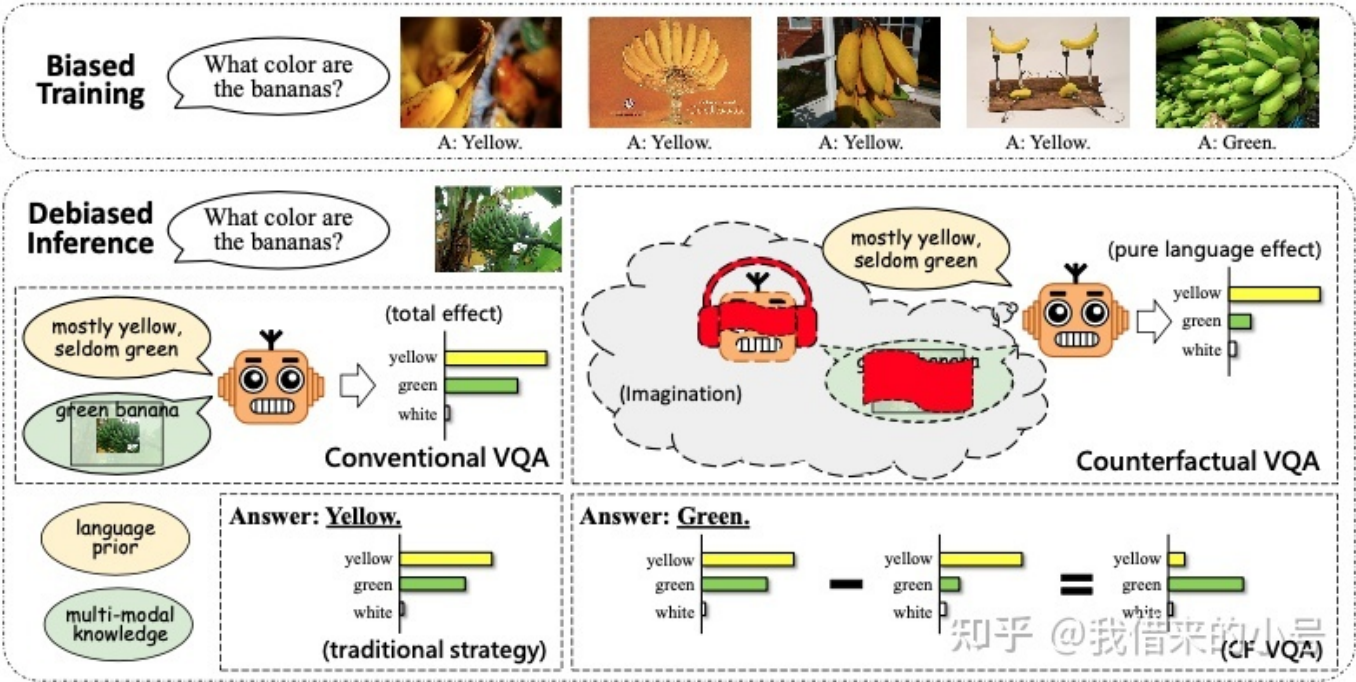 Biased
Training
What color are
the bananas?
A: Yellow.
A: Yellow.
A: Yellow.
A: Yellow.
A: Green.
Debiased
Inference
What color are
the bananas?
mostly yellow,
seldom green
green banana
(total effect)
yellow
green
white
Conventional VQA
mostly yellow,
seldom green
(pure language effect)
yellow
green
white
(Imagination)
Counterfactual VQA
language
prior
multi-modal
knowledge
Answer: Yellow.
yellow
green
white
(traditional strategy)
Answer: Green.
yellow
green
white
yellow
green
white
yellow
green
white
知乎 @我借来的小号
(CF VQA)